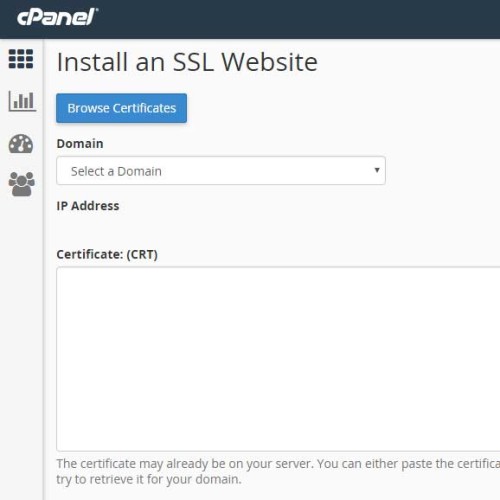 cPanel
Install an SSL Website
Browse Certificates
Domain
Select a Domain
IP Address
Certificate: (CRT)
The certificate may already be on your server. You can either paste the certifica
try to retrieve it for your domain.